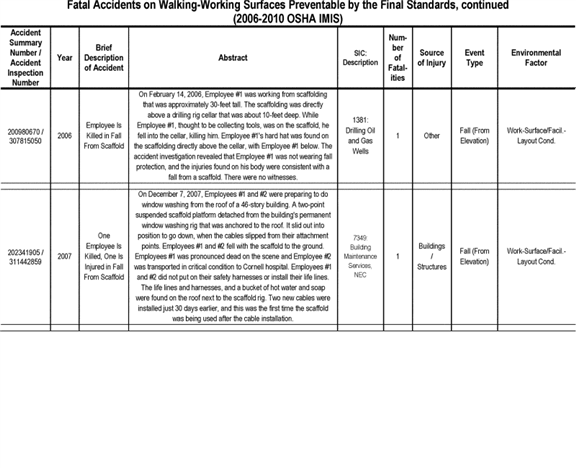 Fatal Accidents on Walking-Working Surfaces Preventable by the Final Standards, continued
(2006-2010 OSHA IMIS)
Accident
Summary
Number /
Accident
Inspection
Number
Year
Brief
Description
of Accident
Abstract
SIC:
Description
Num-
ber
of
Fatal-
ities
Source
of Injury
Event
Type
Environmental
Factor
200980670 /
307815050
2006
Employee Is
Killed in Fall
From Scaffold
On February 14, 2006, Employee #1 was working from scaffolding
that was approximately 30-feet tall. The scaffolding was directly
above a drilling rig cellar that was about 10-feet deep. While
Employee #1, thought to be collecting tools, was on the scaffold, he
fell into the cellar, killing him. Employee #1's hard hat was found on
the scaffolding directly above the cellar, with Employee #1 below. The
accident investigation revealed that Employee #1 was not wearing fall
protection, and the injuries found on his body were consistent with a
fall from a scaffold. There were no witnesses.
1381:
Drilling Oil
and Gas
Wells
1
Other
Fall (From
Elevation)
Work-Surface/Facil.-
Layout Cond.
202341905 /
311442859
2007
One
Employee Is
Killed, One Is
Injured in Fall
From Scaffold
On December 7, 2007, Employees #1 and #2 were preparing to do
window washing from the roof of a 46-story building. A two-point
suspended scaffold platform detached from the building's permanent
window washing rig that was anchored to the roof. It slid out into
position to go down, when the cables slipped from their attachment
points. Employees #1 and #2 fell with the scaffold to the ground.
Employees #1 was pronounced dead on the scene and Employee #2
was transported in critical condition to Cornell hospital. Employees #1
and #2 did not put on their safety harnesses or install their life lines.
The life lines and harnesses, and a bucket of hot water and soap
were found on the roof next to the scaffold rig. Two new cables were
installed just 30 days earlier, and this was the first time the scaffold
was being used after the cable installation.
7349:
Building
Maintenance
Services,
NEC
1
Buildings
/
Structures
Fall (From
Elevation)
Work-Surface/Facil.-
Layout Cond.